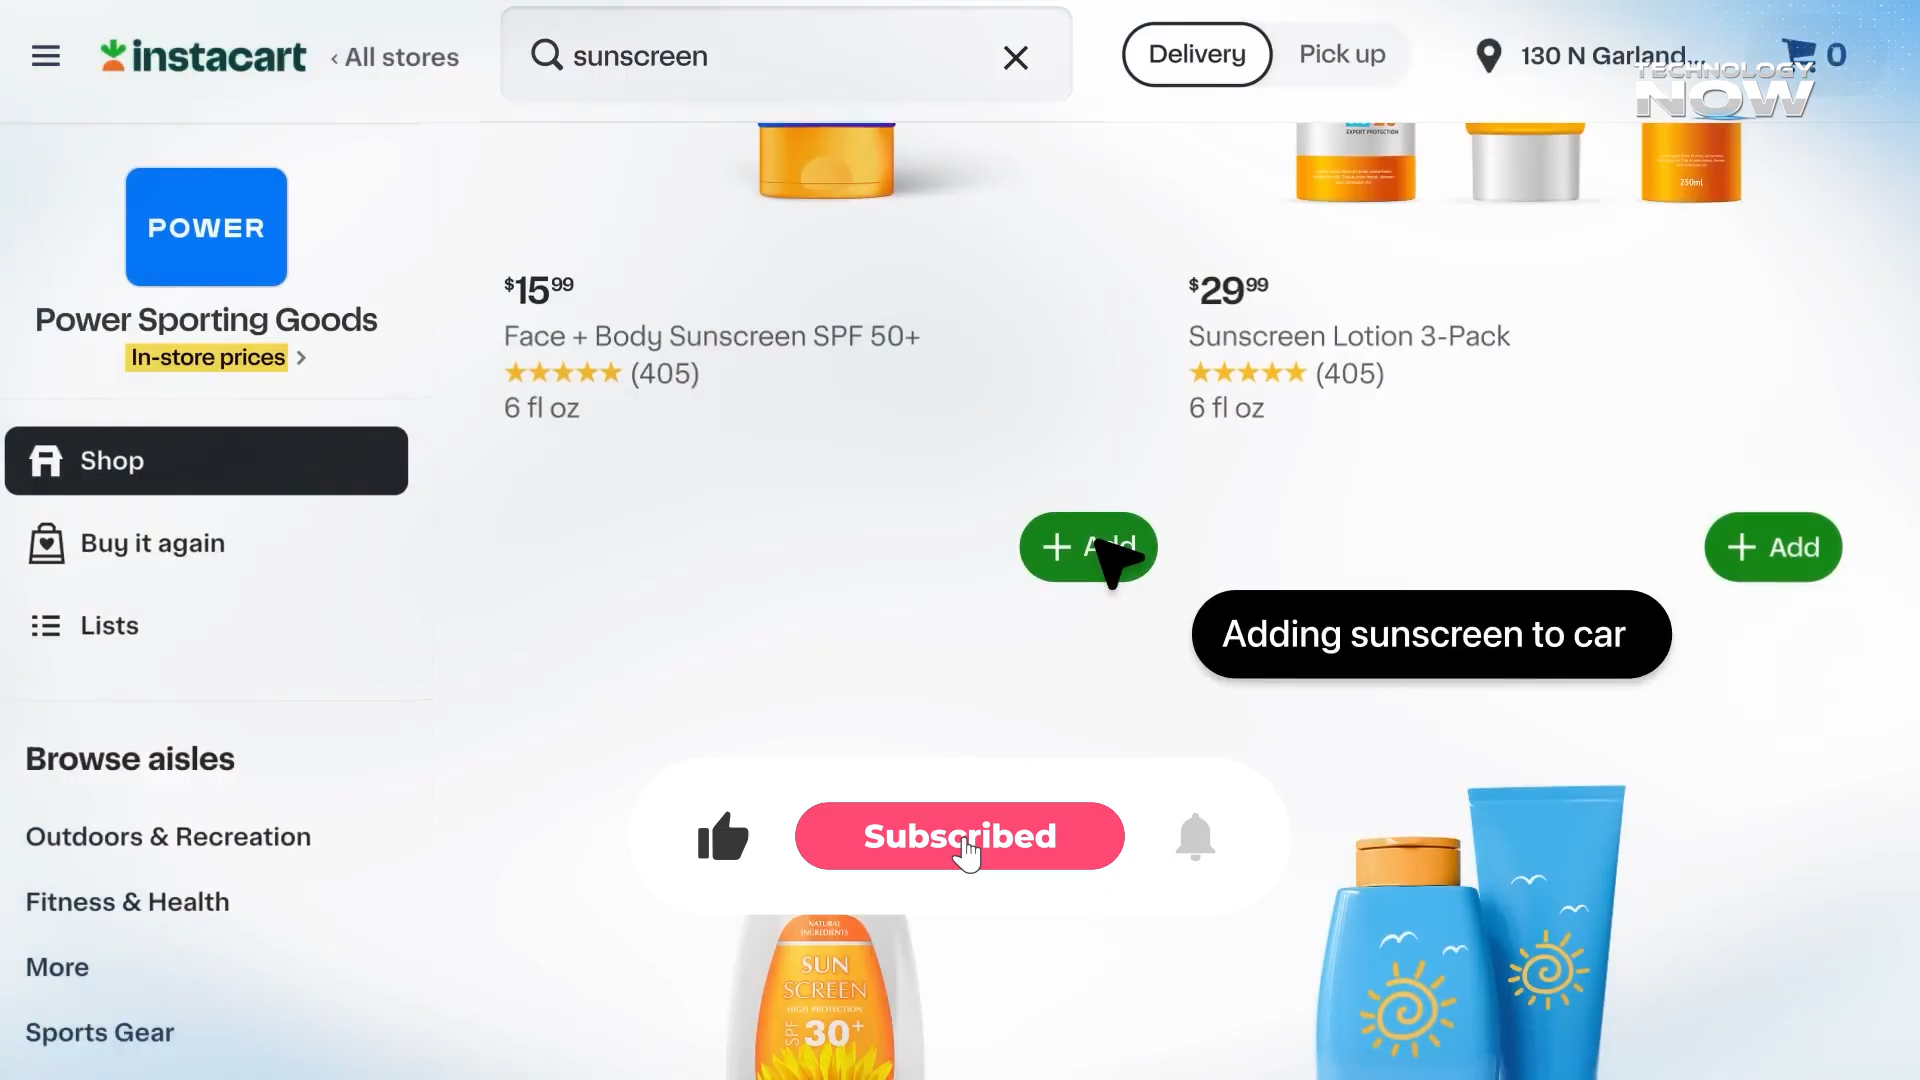 instacart
‹ All stores
sunscreen
Delivery
Pick up
130 N Garland...
0
TECHNOLOGY
NOW
EXPERT PROTECTION
250ml
POWER
Power Sporting Goods
In-store prices
$15 99
Face + Body Sunscreen SPF 50+
(405)
6 fl oz
$29 99
Sunscreen Lotion 3-Pack
(405)
6 fl oz
Shop
Buy it again
Lists
+ Add
+ Add
Adding sunscreen to car
Browse aisles
Outdoors & Recreation
Fitness & Health
More
Sports Gear
Subscribed
NATURAL
INGREDIENTS
SUN
SCREEN
HIGH PROTECTION
SPF 30+